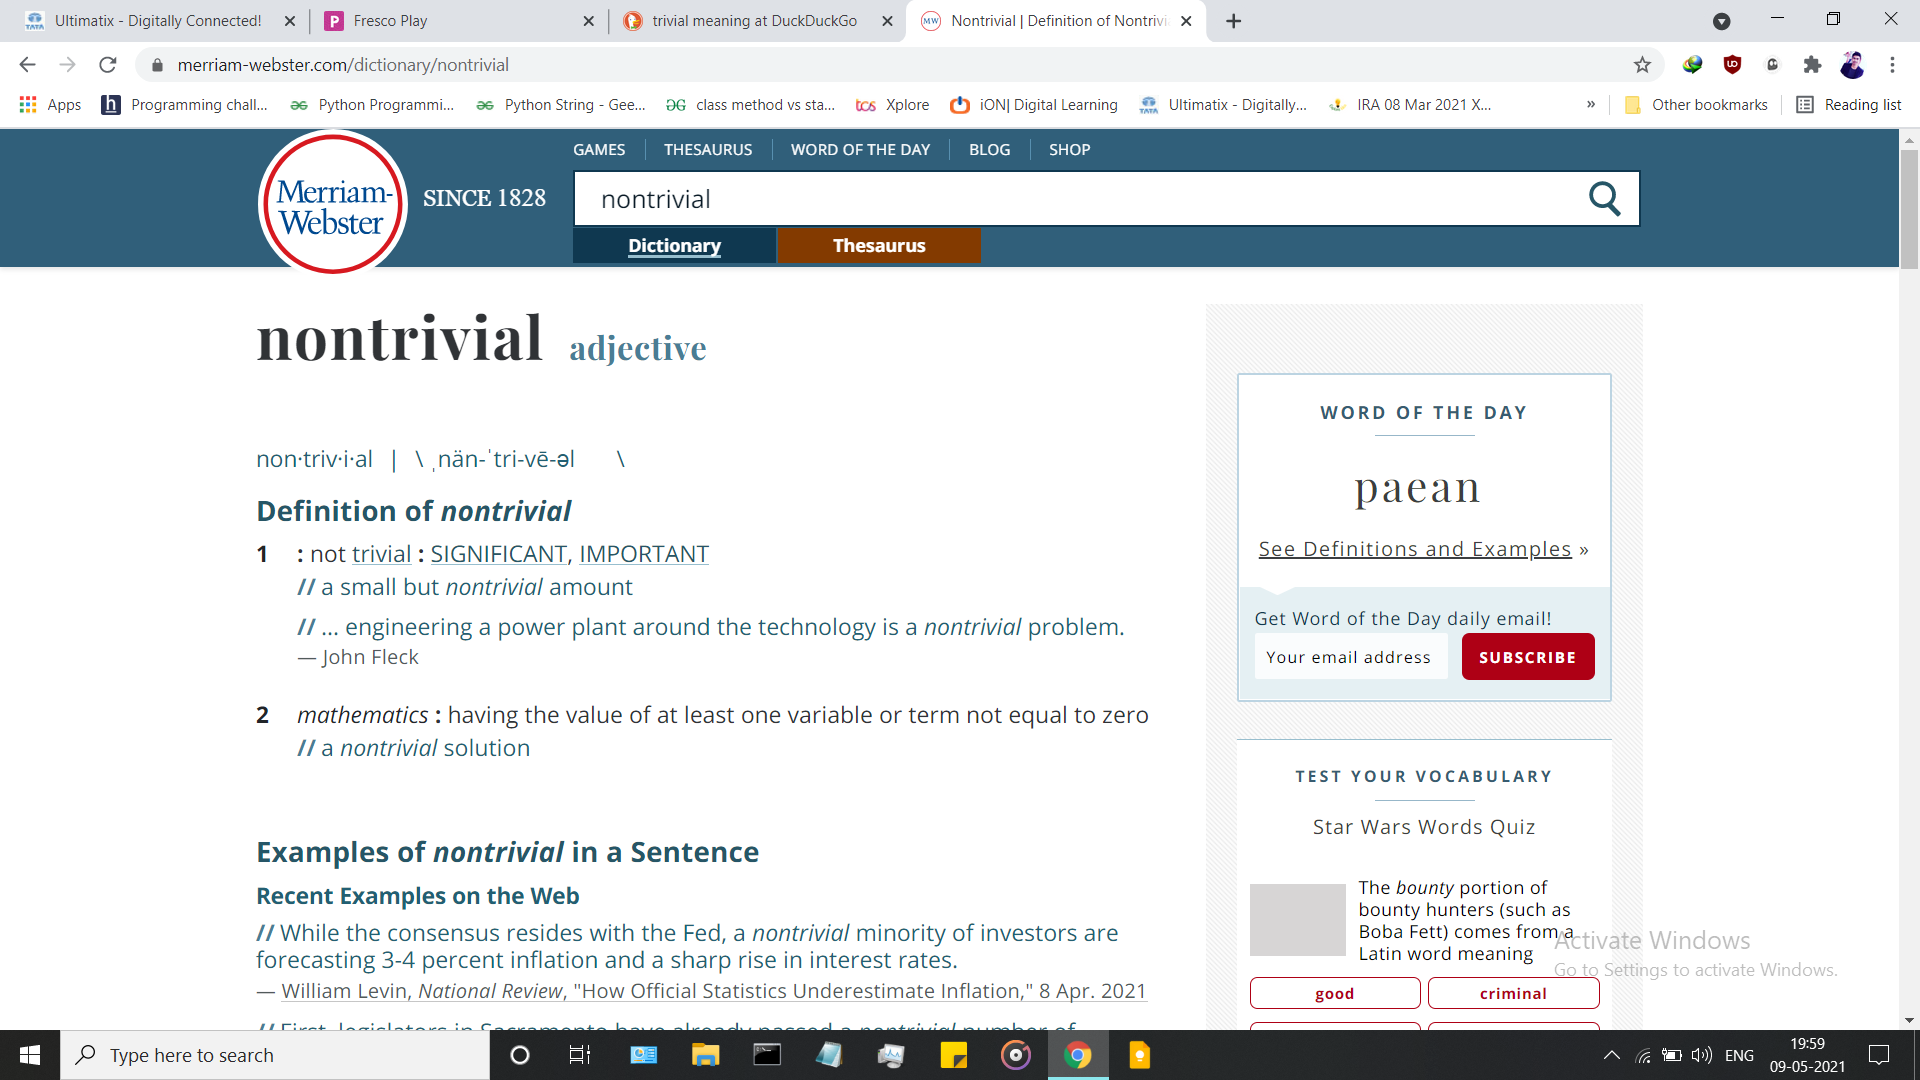 Ultimatix - Digitally Connected!
Fresco Play
trivial meaning at DuckDuckGo
Nontrivial | Definition of Nontrivi
merriam-webster.com/dictionary/nontrivial
Apps
Programming chall...
Python Programmi...
Python String - Gee...
class method vs sta...
tcs Xplore
iON| Digital Learning
Ultimatix - Digitally...
IRA 08 Mar 2021 X...
»
Other bookmarks
Reading list
GAMES
THESAURUS
WORD OF THE DAY
BLOG
SHOP
Merriam-
Webster
SINCE 1828
nontrivial
Dictionary
Thesaurus
nontrivial adjective
non·triv·i·al | \ ˌnän-ˈtri-vē-əl \
Definition of nontrivial
1 : not trivial : SIGNIFICANT, IMPORTANT
// a small but nontrivial amount
// … engineering a power plant around the technology is a nontrivial problem.
— John Fleck
2 mathematics : having the value of at least one variable or term not equal to zero
// a nontrivial solution
Examples of nontrivial in a Sentence
Recent Examples on the Web
// While the consensus resides with the Fed, a nontrivial minority of investors are
forecasting 3-4 percent inflation and a sharp rise in interest rates.
— William Levin, National Review, "How Official Statistics Underestimate Inflation," 8 Apr. 2021
// First, legislators in Sacramento have already passed a nontrivial number of
WORD OF THE DAY
paean
See Definitions and Examples »
Get Word of the Day daily email!
Your email address
SUBSCRIBE
TEST YOUR VOCABULARY
Star Wars Words Quiz
The bounty portion of
bounty hunters (such as
Boba Fett) comes from a
Latin word meaning
good
criminal
Activate Windows
Go to Settings to activate Windows.
Type here to search
ENG
19:59
09-05-2021